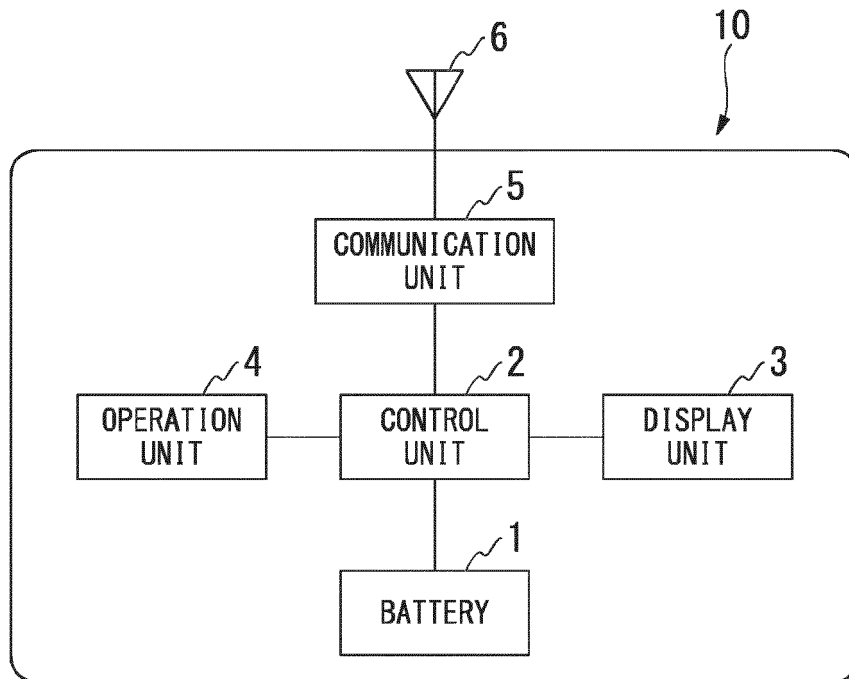 10
6
5
COMMUNICATION
UNIT
4
2
3
OPERATION
UNIT
CONTROL
UNIT
DISPLAY
UNIT
1
BATTERY